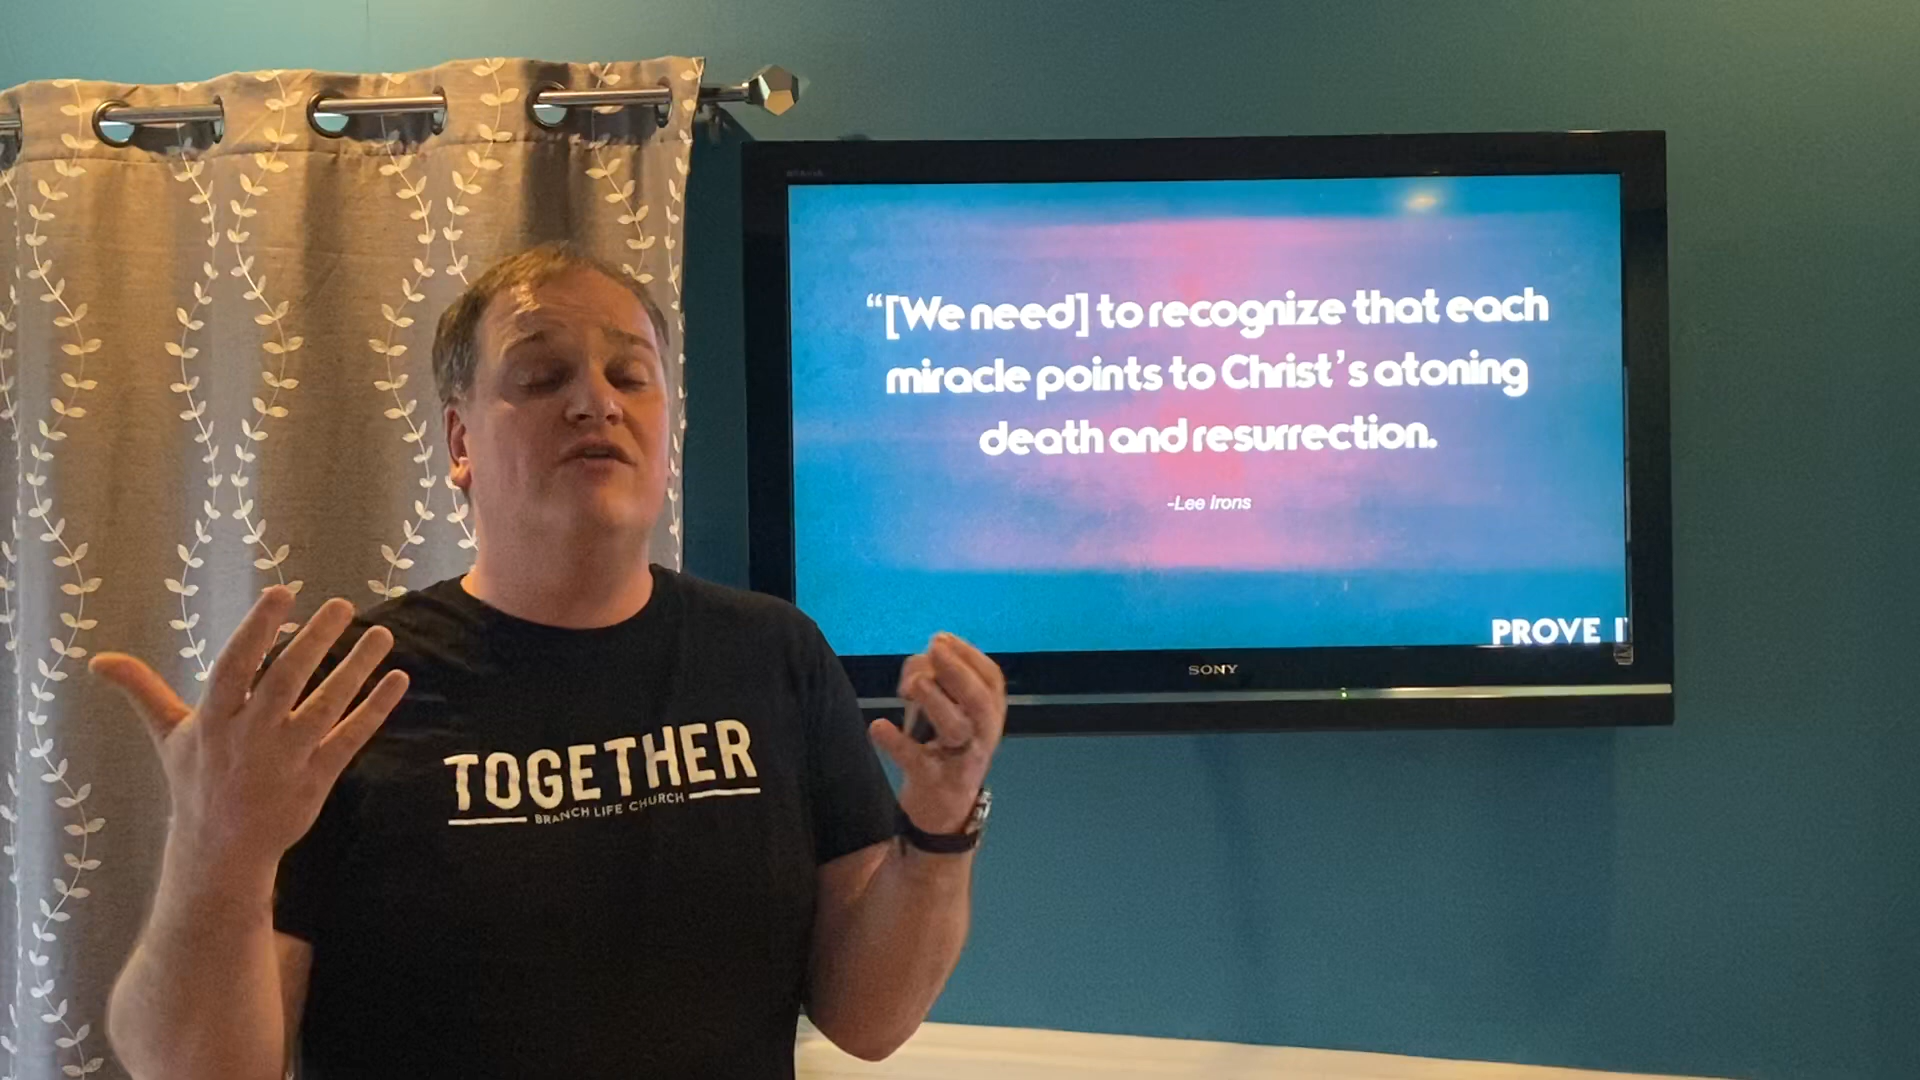 “[We need] to recognize that each
miracle points to Christ's atoning
death and resurrection.
-Lee Irons
PROVE I
SONY
TOGETHER
BRANCH LIFE CHURCH